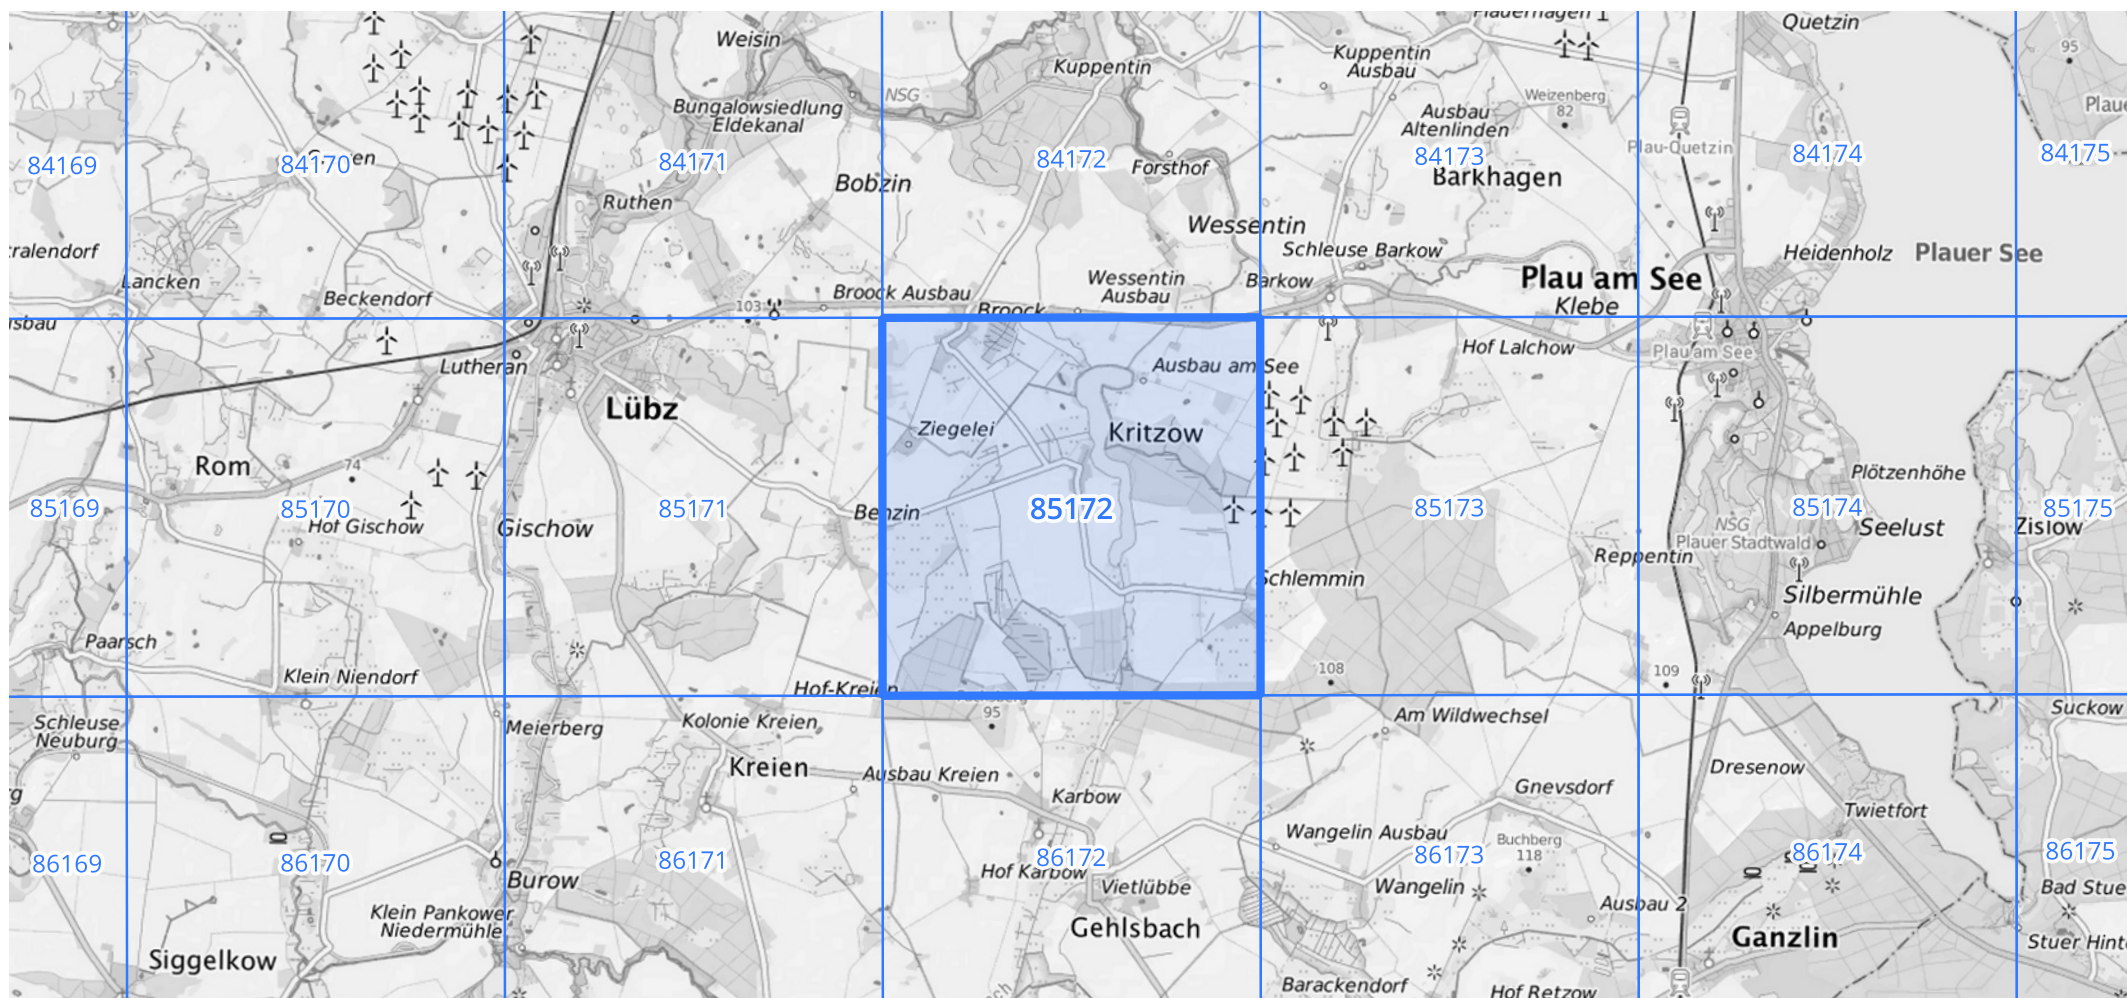 Weisin
Kuppentin
Kuppentin
Ausbau
Quetzin
95
NSG
Bungalowsiedlung
Eldekanal
Weizenberg
82
Ausbau
Altenlinden
84169
84170
84171
84172
84173
84174
84175
Plau-Quetzin
Forsthof
Barkhagen
Bobzin
Ruthen
Wessentin
Schleuse Barkow
Heidenholz
Plauer See
Lancken
Beckendorf
103
Broock Ausbau
Wessentin
Ausbau
Barkow
Plau am See
Klebe
Broock
Lutheran
Ausbau am See
Hof Lalchow
Plau am See
Lübz
Ziegelei
Kritzow
Rom
74
Plötzenhöhe
85169
85170
85171
85172
85173
85174
85175
Hof Gischow
Gischow
Benzin
NSG
Plauer Stadtwald
Seelust
Zislow
Reppentin
Schlemmin
Silbermühle
Appelburg
Paarsch
Klein Niendorf
Hof-Kreien
108
109
95
Schleuse
Neuburg
Meierberg
Kolonie Kreien
Am Wildwechsel
Suckow
Kreien
Ausbau Kreien
Karbow
Gnevsdorf
Dresenow
Twietfort
Wangelin Ausbau
Buchberg
118
86169
86170
86171
86172
86173
86174
86175
Hof Karbow
Vietlübbe
Wangelin
Ausbau 2
Bad Stue
Burow
Klein Pankower
Niedermühle
Gehlsbach
Ganzlin
Stuer Hint
Siggelkow
Barackendorf
Hof Retzow